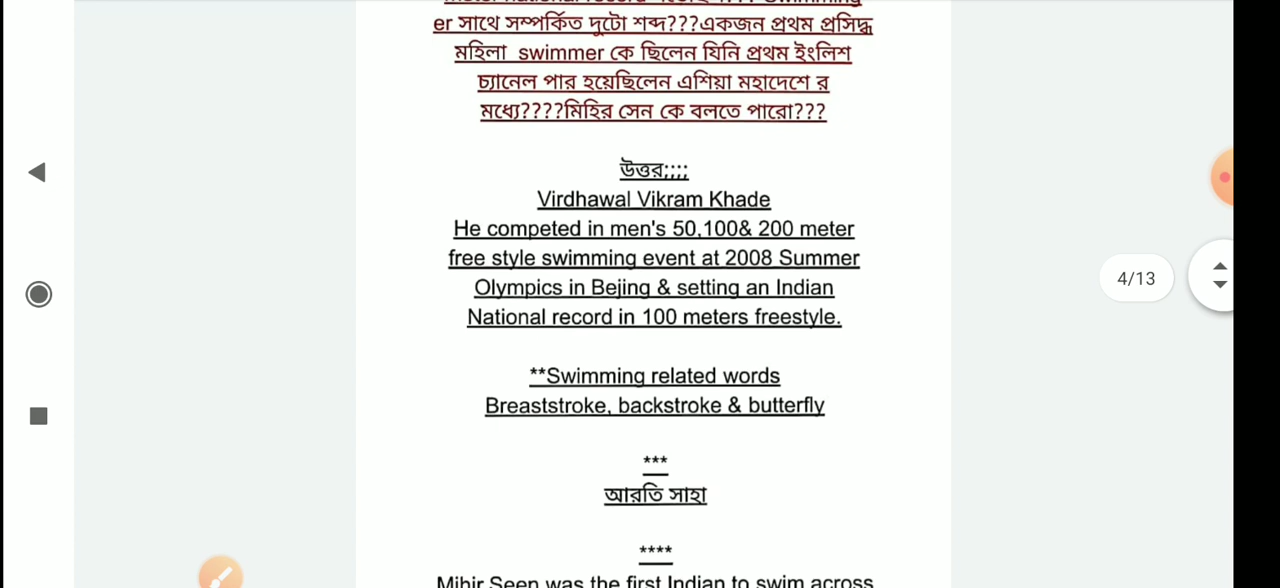 er সাথে সম্পর্কিত দুটো শব্দ???একজন প্রথম প্রসিদ্ধ
মহিলা swimmer কে ছিলেন যিনি প্রথম ইংলিশ
চ্যানেল পার হয়েছিলেন এশিয়া মহাদেশে র
মধ্যে????মিহির সেন কে বলতে পারো???
উত্তর;;;;
Virdhawal Vikram Khade
He competed in men's 50,100& 200 meter
free style swimming event at 2008 Summer
Olympics in Bejing & setting an Indian
National record in 100 meters freestyle.
4/13
**Swimming related words
Breaststroke, backstroke & butterfly
***
আরতি সাহা
****
Mihir Seen was the first Indian to swim across